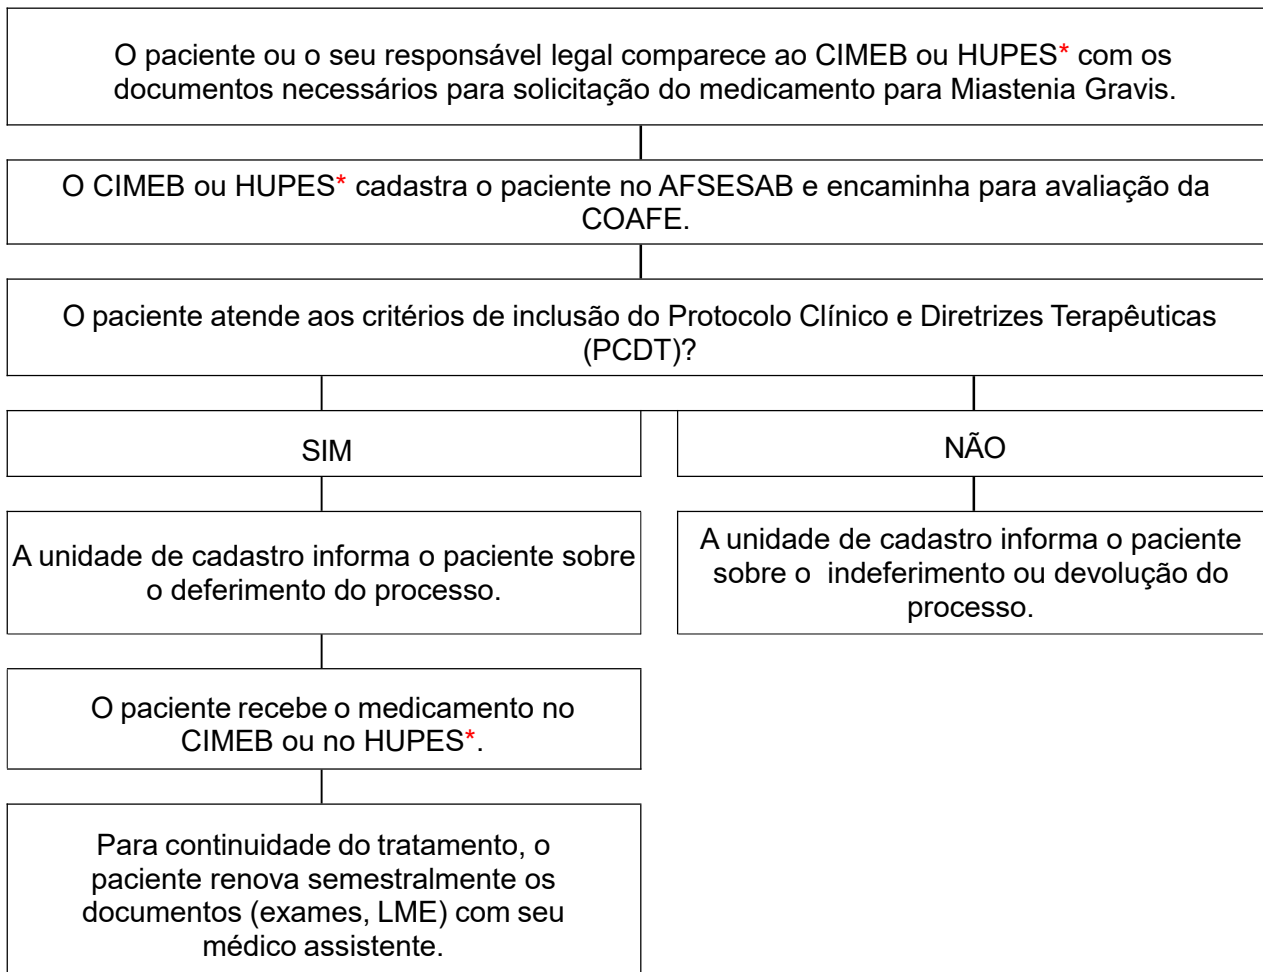 O paciente ou o seu responsável legal comparece ao CIMEB ou HUPES* com os
documentos necessários para solicitação do medicamento para Miastenia Gravis.
O CIMEB ou HUPES* cadastra o paciente no AFSESAB e encaminha para avaliação da
COAFE.
O paciente atende aos critérios de inclusão do Protocolo Clínico e Diretrizes Terapêuticas
(PCDT)?
SIM
NÃO
A unidade de cadastro informa o paciente sobre
o deferimento do processo.
A unidade de cadastro informa o paciente
sobre o indeferimento ou devolução do
processo.
O paciente recebe o medicamento no
CIMEB ou no HUPES*.
Para continuidade do tratamento, o
paciente renova semestralmente os
documentos (exames, LME) com seu
médico assistente.